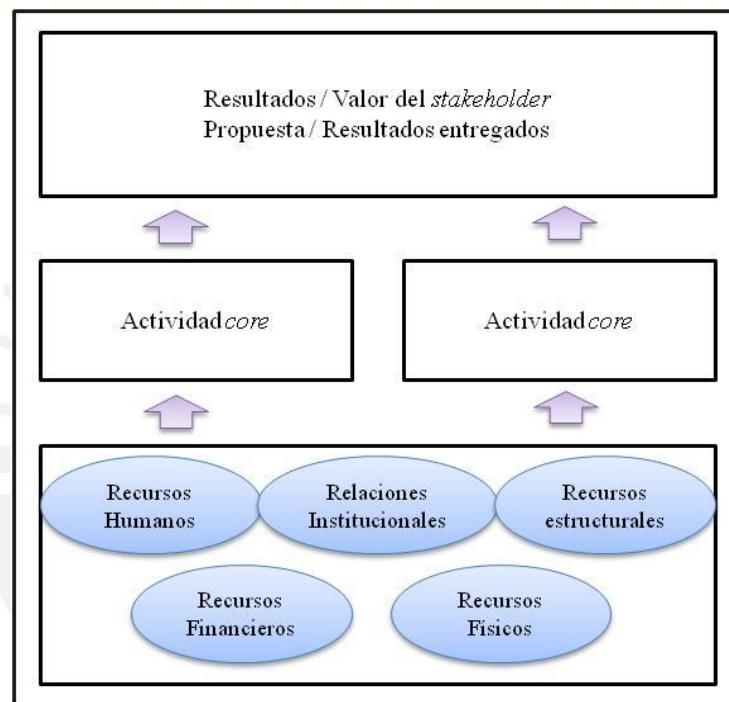 Resultados / Valor del stakeholder
Propuesta / Resultados entregados
Actividad core
Actividad core
Recursos
Humanos
Relaciones
Institucionales
Recursos
estructurales
Recursos
Financieros
Recursos
Físicos